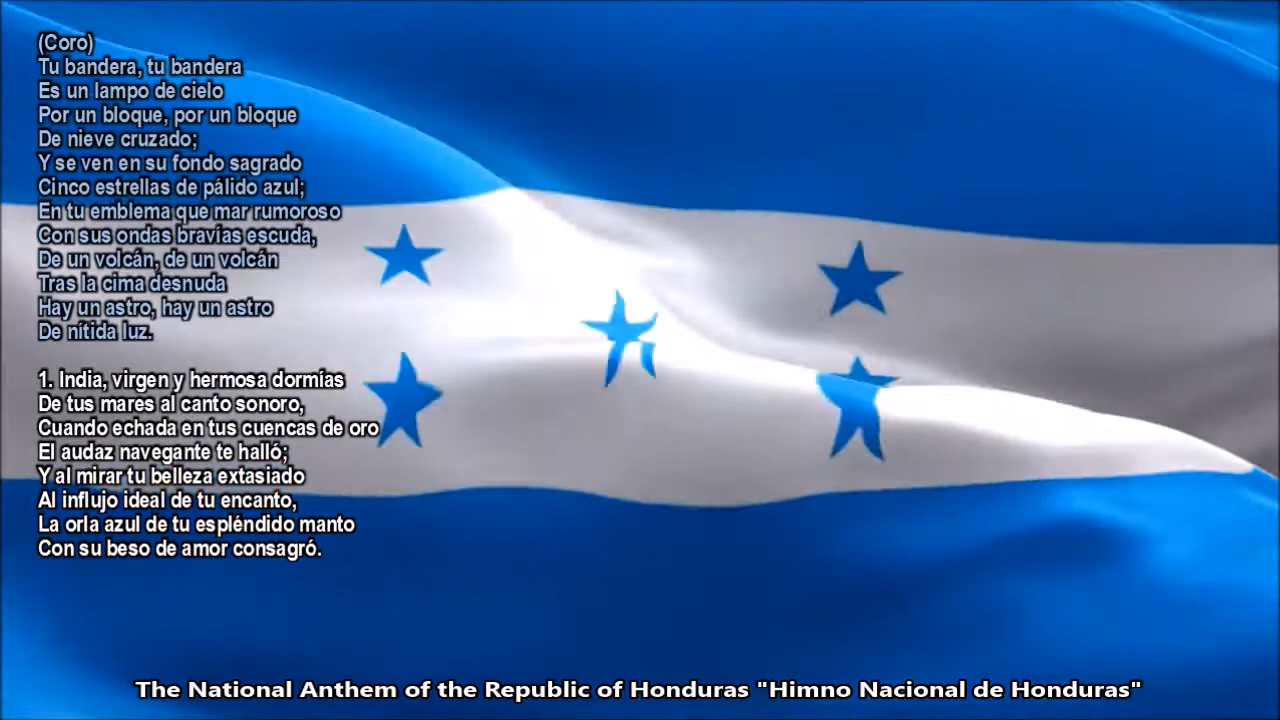 (Coro)
Tu bandera, tu bandera
Es un lampo de cielo
Por un bloque, por un bloque
De nieve cruzado;
Y se ven en su fondo sagrado
Cinco estrellas de pálido azul;
En tu emblema que mar rumoroso
Con sus ondas bravías escuda,
De un volcán, de un volcán
Tras la cima desnuda
Hay un astro, hay un astro
De nítida luz.
1. India, virgen y hermosa dormías
De tus mares al canto sonoro,
Cuando echada en tus cuencas de oro
El audaz navegante te halló;
Y al mirar tu belleza extasiado
Al influjo ideal de tu encanto,
La orla azul de tu espléndido manto
Con su beso de amor consagró.
The National Anthem of the Republic of Honduras "Himno Nacional de Honduras"